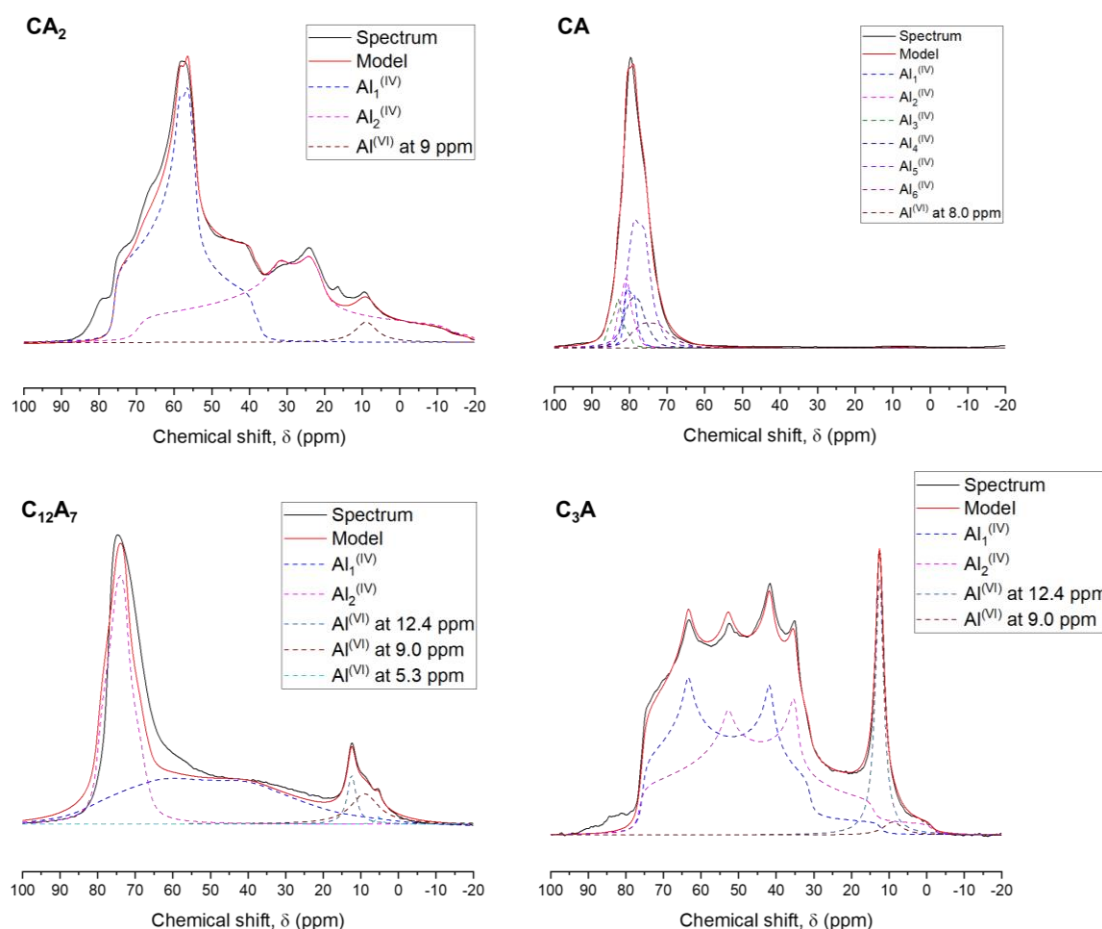 CA₂
Spectrum
Model
Al₁⁽ᴵⱽ⁾
Al₂⁽ᴵⱽ⁾
Al⁽ⱽᴵ⁾ at 9 ppm
100 90 80 70 60 50 40 30 20 10 0 -10 -20
Chemical shift, δ (ppm)
CA
Spectrum
Model
Al₁⁽ᴵⱽ⁾
Al₂⁽ᴵⱽ⁾
Al₃⁽ᴵⱽ⁾
Al₄⁽ᴵⱽ⁾
Al₅⁽ᴵⱽ⁾
Al₆⁽ᴵⱽ⁾
Al⁽ⱽᴵ⁾ at 8.0 ppm
100 90 80 70 60 50 40 30 20 10 0 -10 -20
Chemical shift, δ (ppm)
C₁₂A₇
Spectrum
Model
Al₁⁽ᴵⱽ⁾
Al₂⁽ᴵⱽ⁾
Al⁽ⱽᴵ⁾ at 12.4 ppm
Al⁽ⱽᴵ⁾ at 9.0 ppm
Al⁽ⱽᴵ⁾ at 5.3 ppm
100 90 80 70 60 50 40 30 20 10 0 -10 -20
Chemical shift, δ (ppm)
C₃A
Spectrum
Model
Al₁⁽ᴵⱽ⁾
Al₂⁽ᴵⱽ⁾
Al⁽ⱽᴵ⁾ at 12.4 ppm
Al⁽ⱽᴵ⁾ at 9.0 ppm
100 90 80 70 60 50 40 30 20 10 0 -10 -20
Chemical shift, δ (ppm)